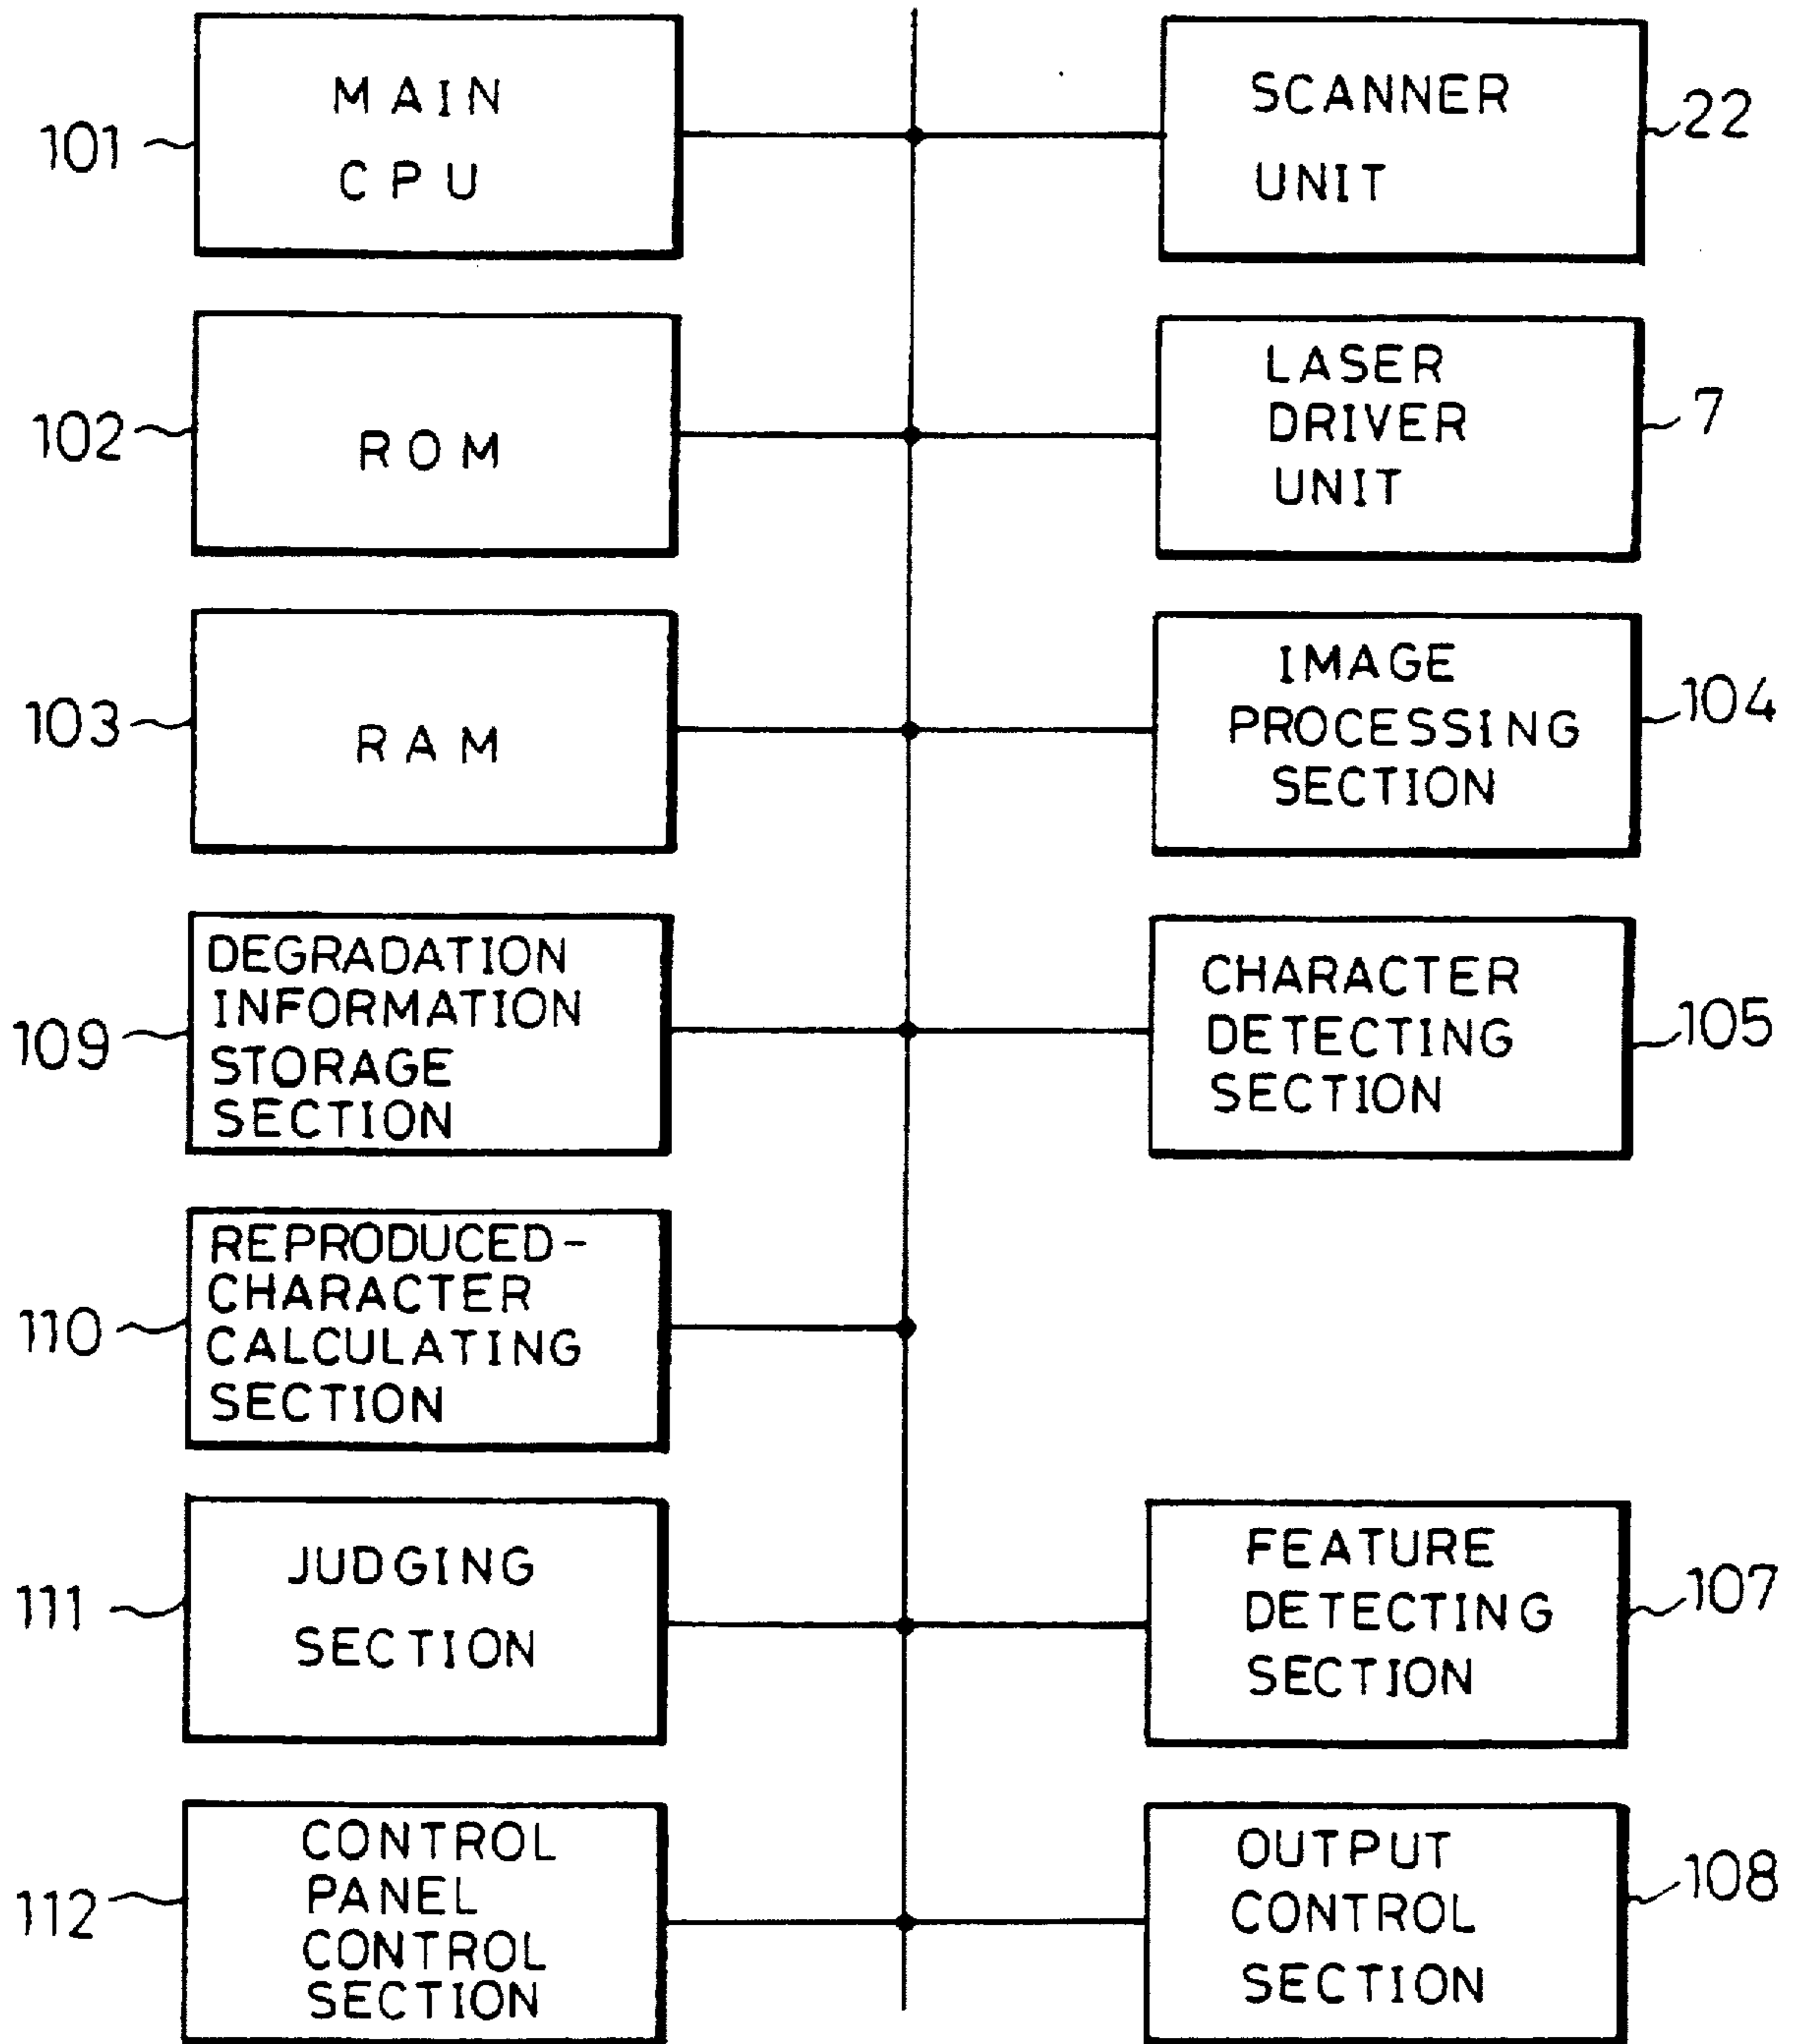 101
MAIN
CPU
SCANNER
UNIT
22
102
ROM
LASER
DRIVER
UNIT
7
103
RAM
IMAGE
PROCESSING
SECTION
104
109
DEGRADATION
INFORMATION
STORAGE
SECTION
CHARACTER
DETECTING
SECTION
105
110
REPRODUCED-
CHARACTER
CALCULATING
SECTION
111
JUDGING
SECTION
FEATURE
DETECTING
SECTION
107
112
CONTROL
PANEL
CONTROL
SECTION
OUTPUT
CONTROL
SECTION
108